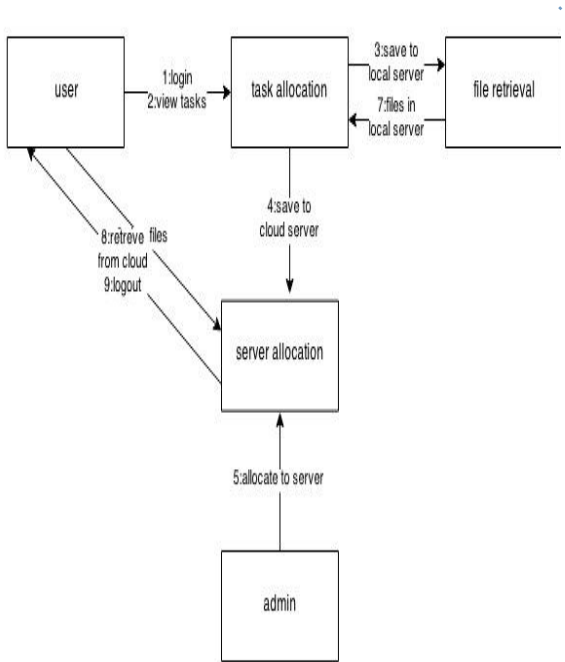 user
1:login
2:view tasks
task allocation
3:save to
local server
7:files in
local server
file retrieval
4:save to
cloud server
8:retreve files
from cloud
9:logout
server allocation
5:allocate to server
admin